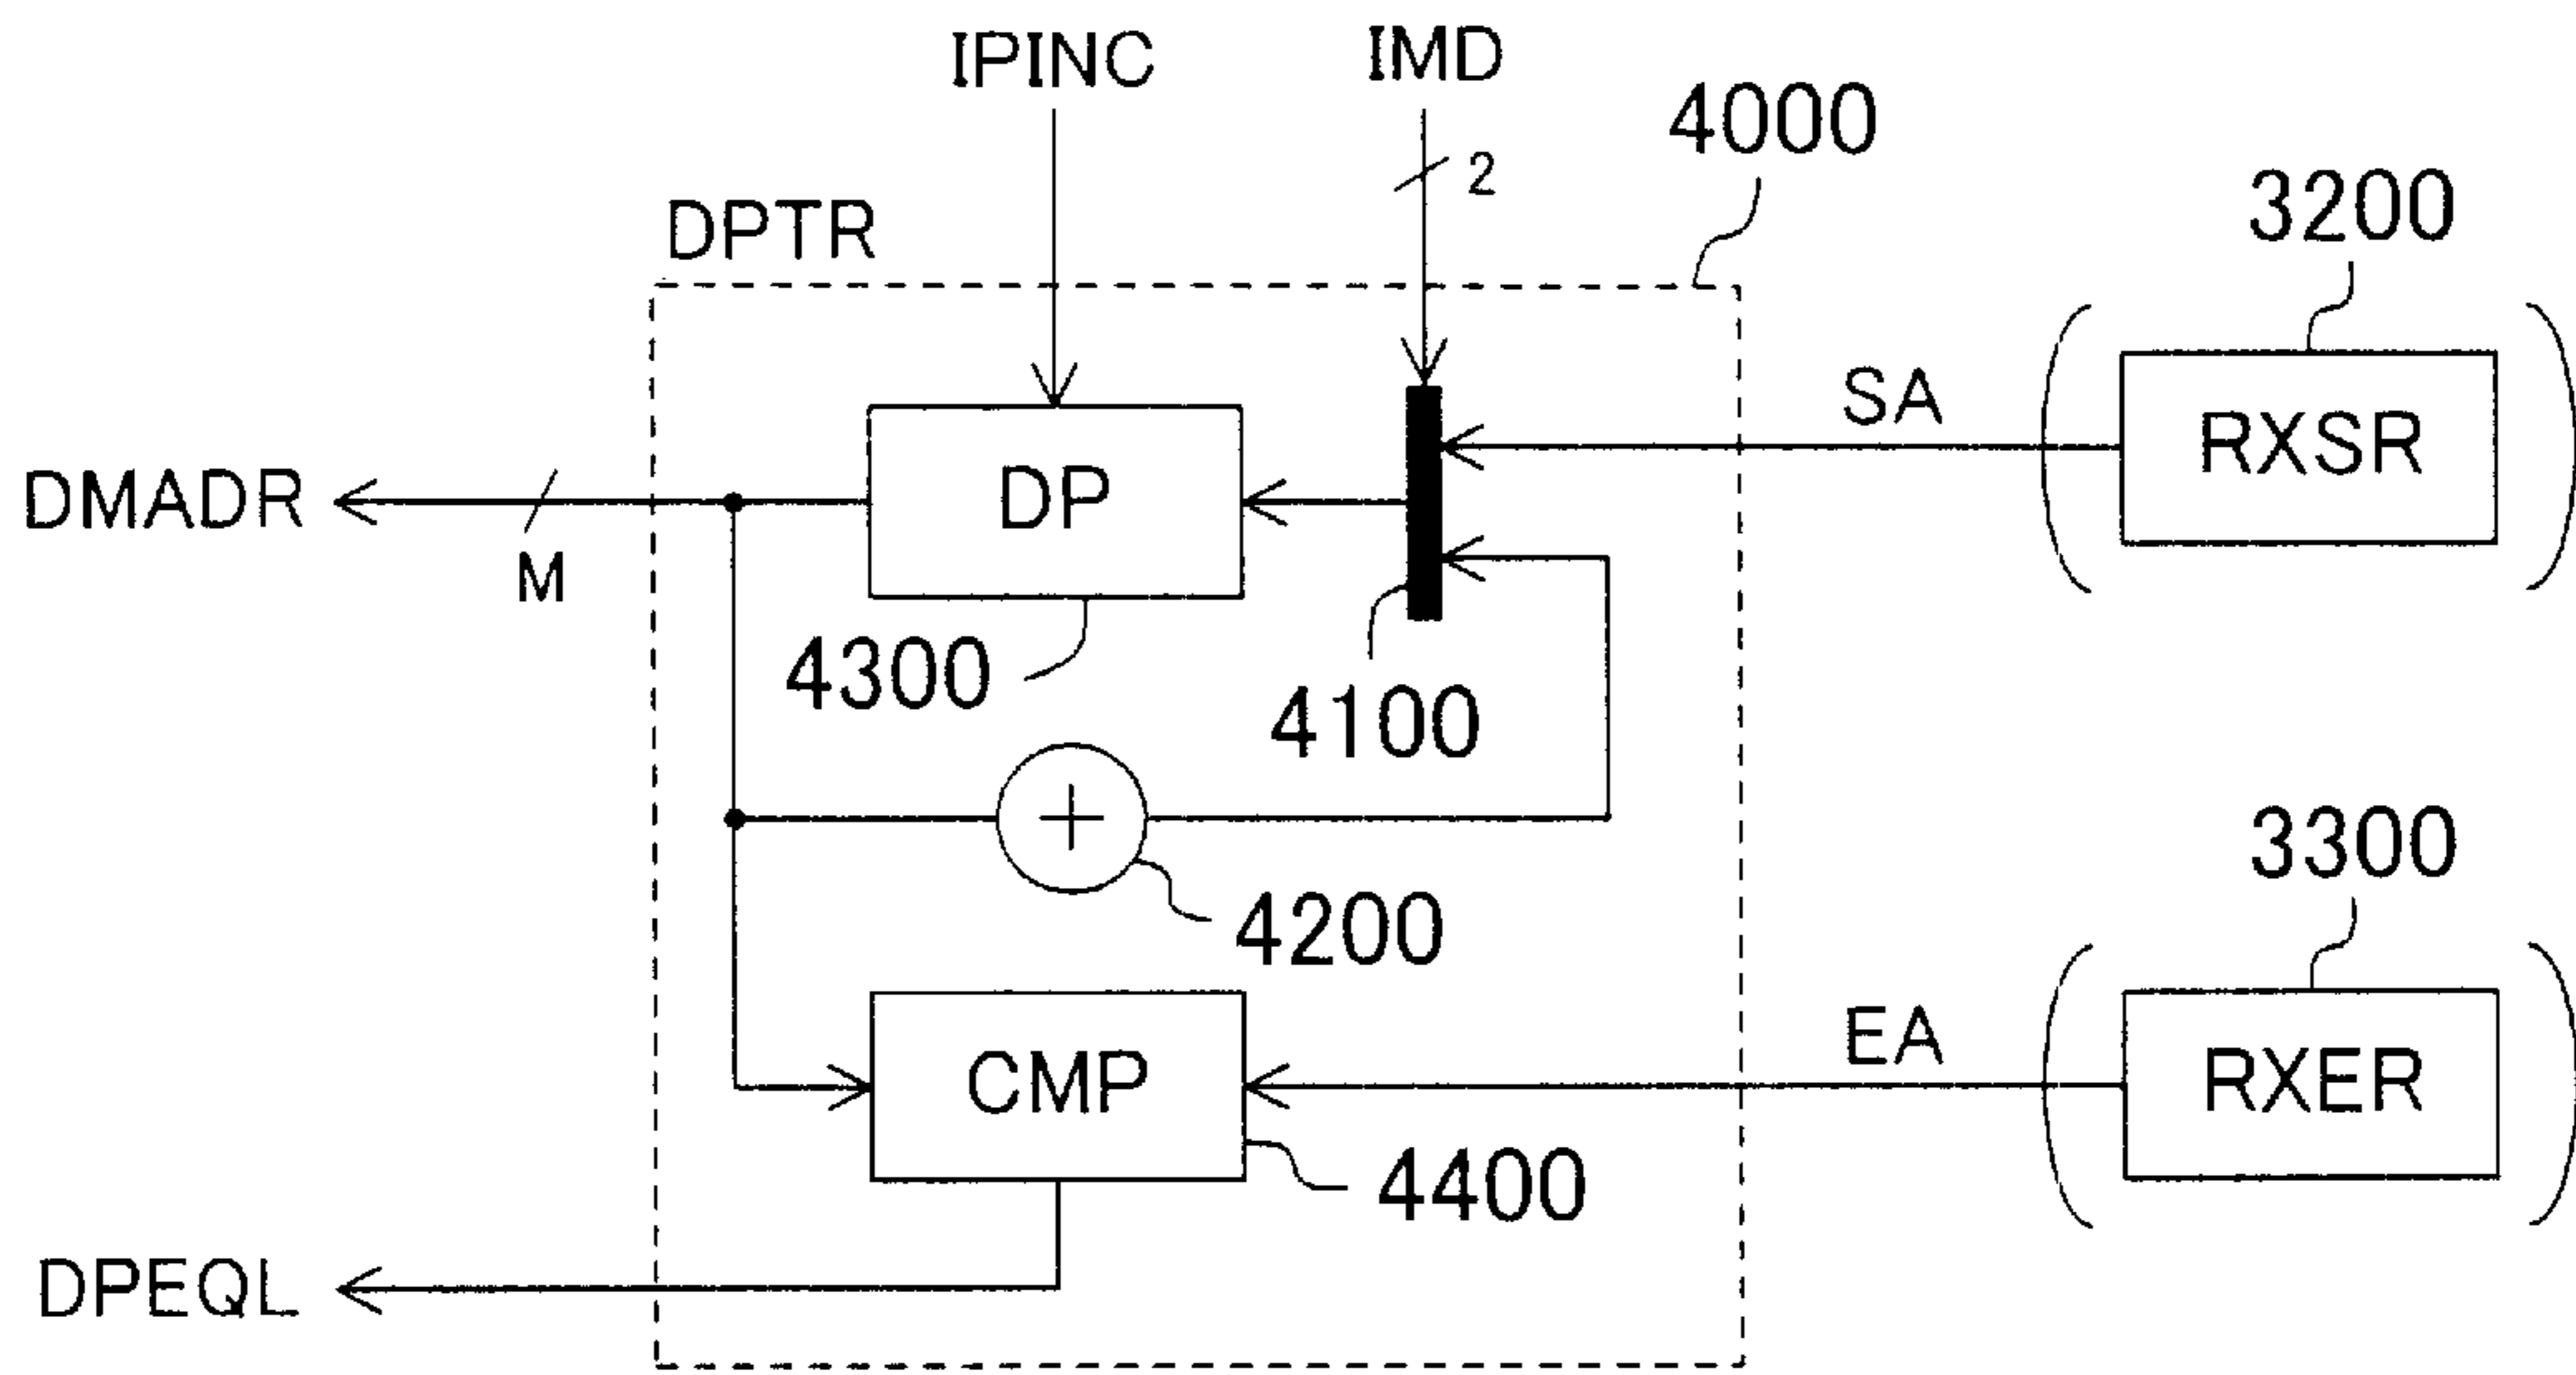 IPINC
IMD
4000
2
3200
DPTR
SA
RXSR
DMADR
DP
M
4300
4100
+
3300
4200
EA
RXER
CMP
4400
DPEQL